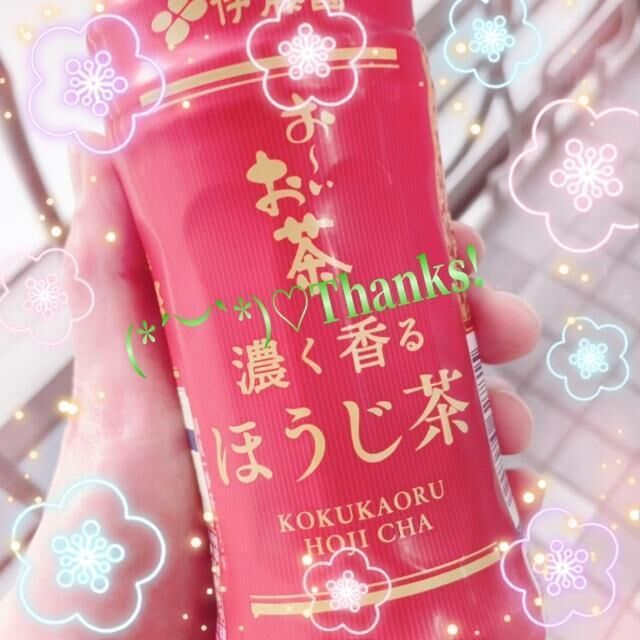 伊藤園
お〜い
お茶
(*´︶`*)♡Thanks!
濃く香る
ほうじ茶
KOKUKAORU
HOJI CHA